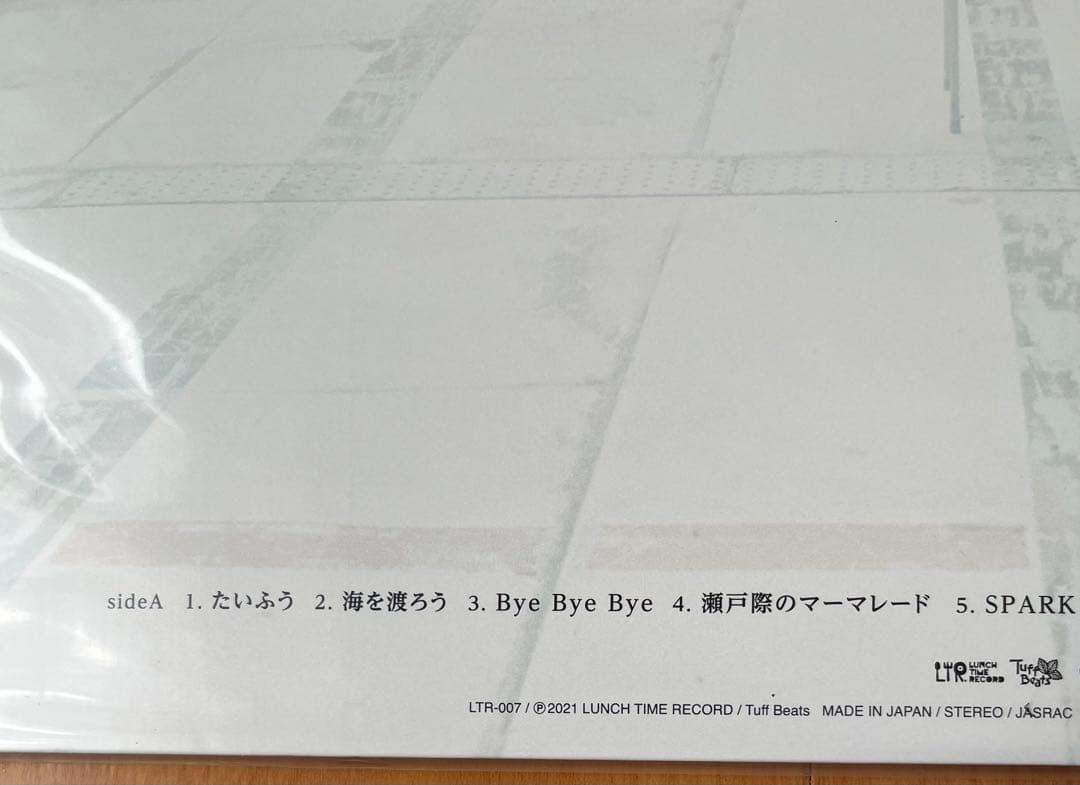 sideA 1. たいふう 2. 海を渡ろう 3. Bye Bye Bye 4. 瀬戸際のマーマレード 5. SPARK
LTR. LUNCH TIME RECORD Tuff Beats
LTR-007 / ℗2021 LUNCH TIME RECORD / Tuff Beats MADE IN JAPAN / STEREO / JASRAC